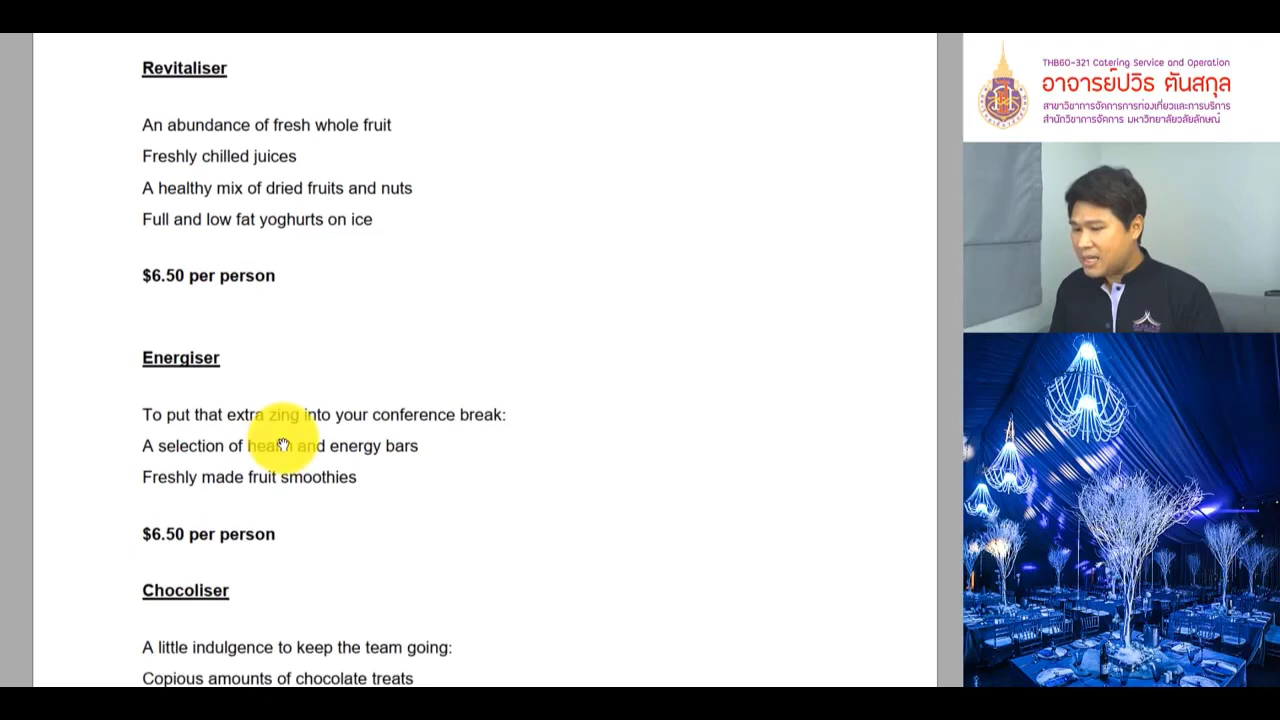 Revitaliser
An abundance of fresh whole fruit
Freshly chilled juices
A healthy mix of dried fruits and nuts
Full and low fat yoghurts on ice
$6.50 per person
Energiser
To put that extra zing into your conference break:
A selection of health and energy bars
Freshly made fruit smoothies
$6.50 per person
Chocoliser
A little indulgence to keep the team going:
Copious amounts of chocolate treats
THB60-321 Catering Service and Operation
อาจารย์ปวิธ ตันสกุล
สาขาวิชาการจัดการการท่องเที่ยวและการบริการ
สำนักวิชาการจัดการ มหาวิทยาลัยวลัยลักษณ์